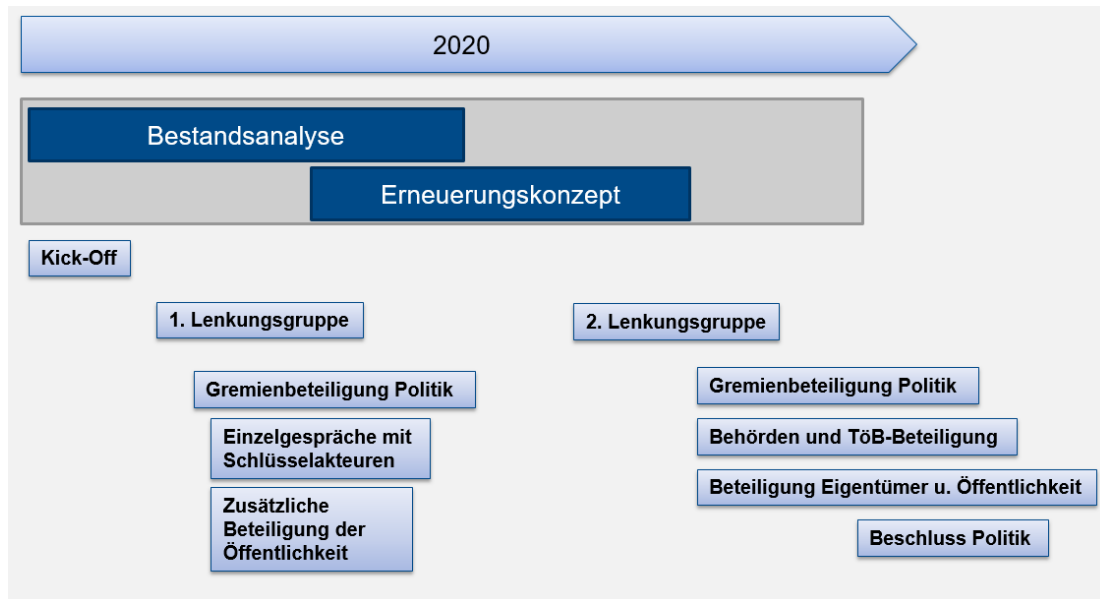 2020
Bestandsanalyse
Erneuerungskonzept
Kick-Off
1. Lenkungsgruppe
2. Lenkungsgruppe
Gremienbeteiligung Politik
Einzelgespräche mit
Schlüsselakteuren
Zusätzliche
Beteiligung der
Öffentlichkeit
Gremienbeteiligung Politik
Behörden und TöB-Beteiligung
Beteiligung Eigentümer u. Öffentlichkeit
Beschluss Politik